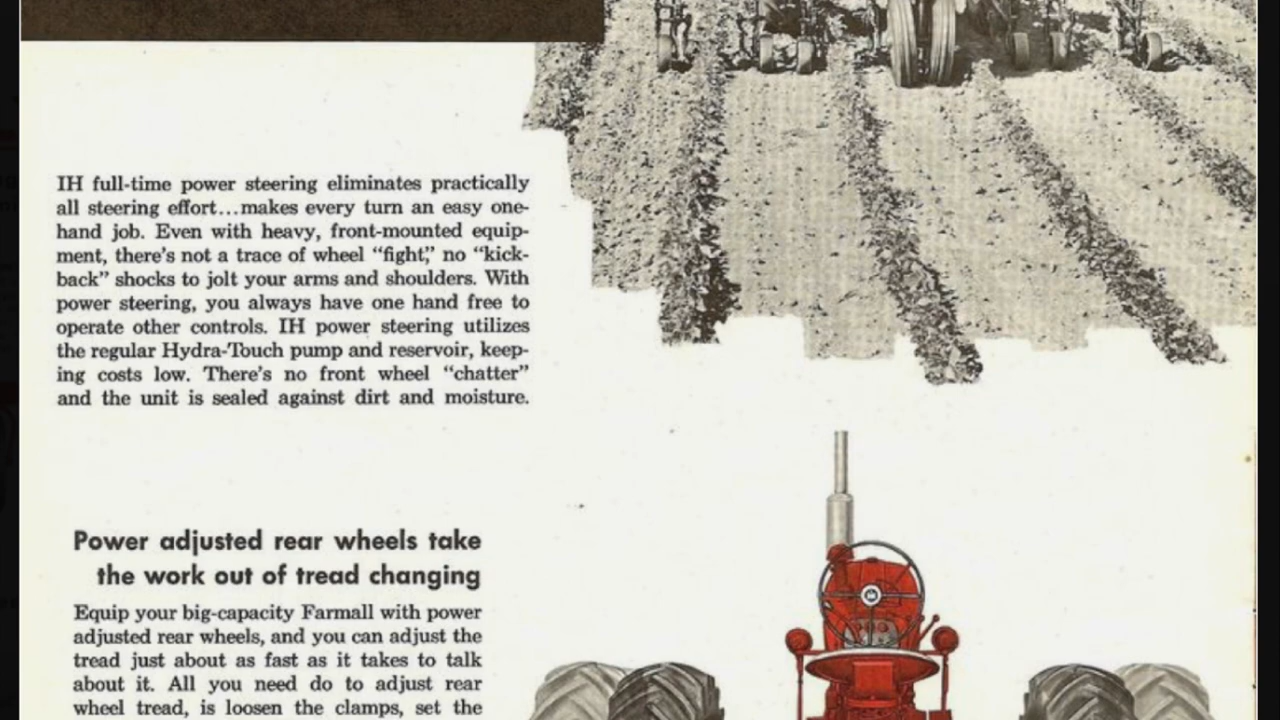 IH full-time power steering eliminates practically
all steering effort...makes every turn an easy one-
hand job. Even with heavy, front-mounted equip-
ment, there's not a trace of wheel “fight,” no “kick-
back” shocks to jolt your arms and shoulders. With
power steering, you always have one hand free to
operate other controls. IH power steering utilizes
the regular Hydra-Touch pump and reservoir, keep-
ing costs low. There's no front wheel “chatter”
and the unit is sealed against dirt and moisture.
Power adjusted rear wheels take
the work out of tread changing
Equip your big-capacity Farmall with power
adjusted rear wheels, and you can adjust the
tread just about as fast as it takes to talk
about it. All you need do to adjust rear
wheel tread, is loosen the clamps, set the